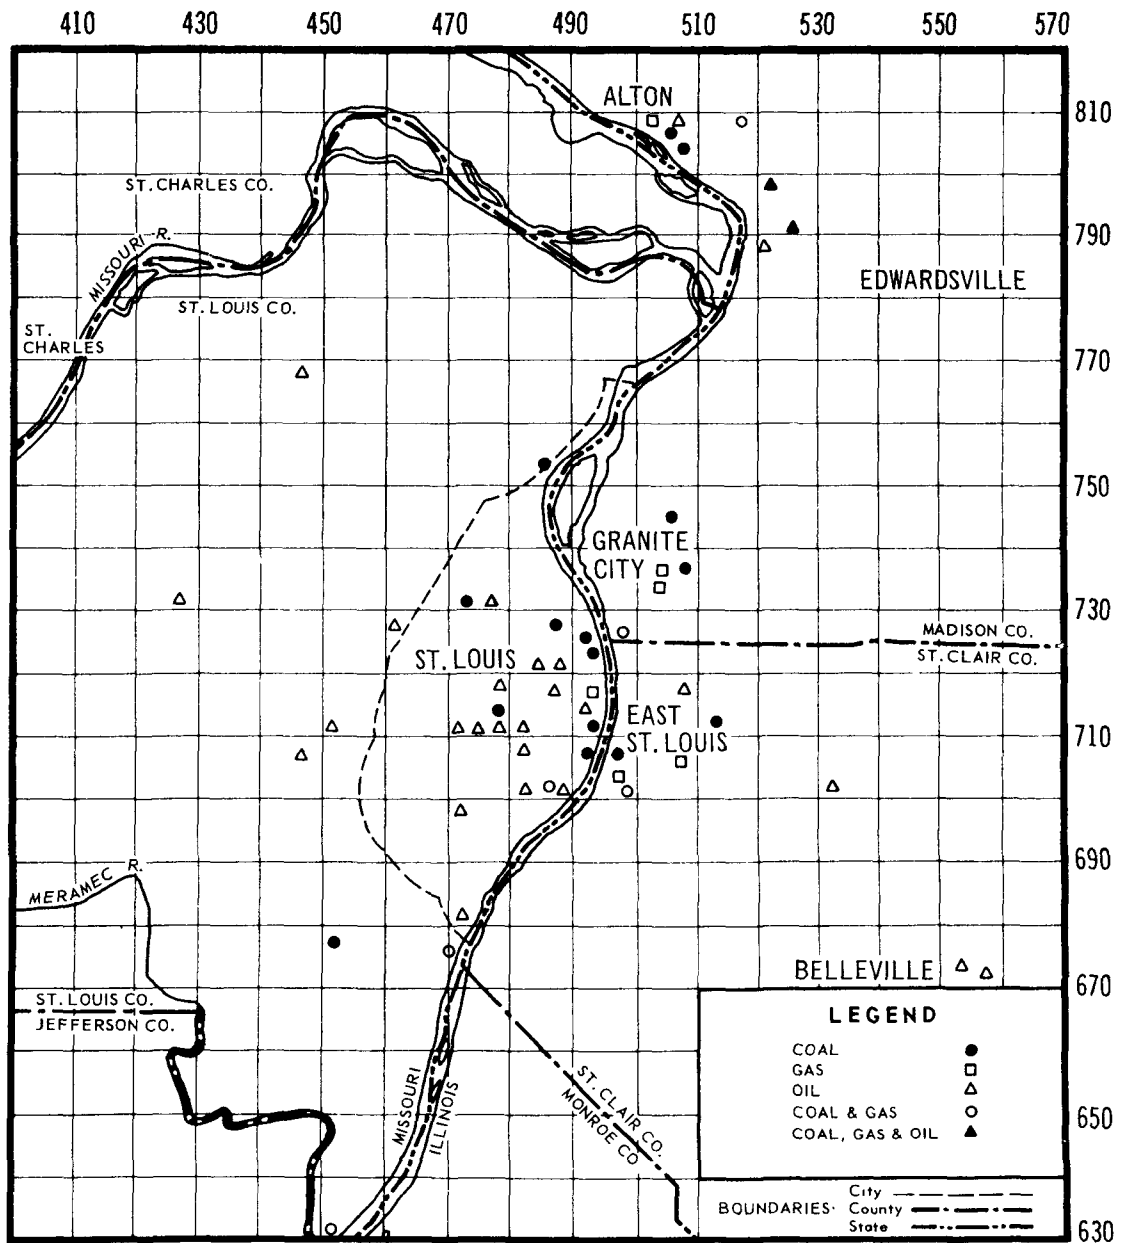 410 430 450 470 490 510 530 550 570
ALTON
810
ST. CHARLES CO.
MISSOURI R.
790
EDWARDSVILLE
ST. LOUIS CO.
ST.
CHARLES
770
750
GRANITE
CITY
730
MADISON CO.
ST. CLAIR CO.
ST. LOUIS
EAST
ST. LOUIS
710
690
MERAMEC R.
BELLEVILLE
670
ST. LOUIS CO.
JEFFERSON CO.
LEGEND
COAL
GAS
OIL
COAL & GAS
COAL, GAS & OIL
MISSOURI
ILLINOIS
ST. CLAIR CO.
MONROE CO
650
BOUNDARIES·
City
County
State
630